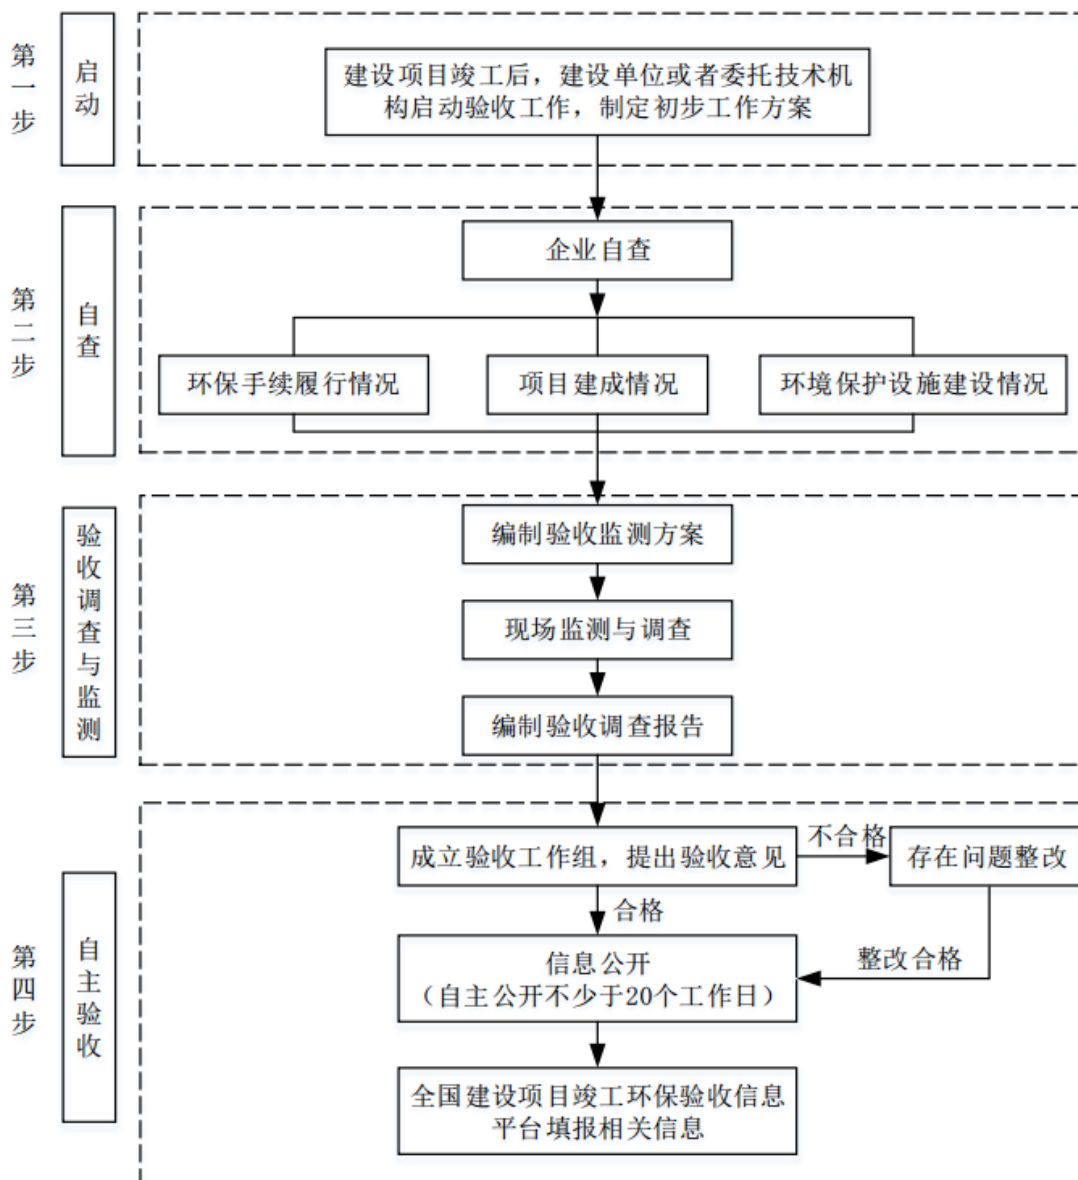 第一步
启动
建设项目竣工后，建设单位或者委托技术机
构启动验收工作，制定初步工作方案
第二步
自查
企业自查
环保手续履行情况
项目建成情况
环境保护设施建设情况
第三步
验收调查与监测
编制验收监测方案
现场监测与调查
编制验收调查报告
第四步
自主验收
成立验收工作组，提出验收意见
不合格
存在问题整改
合格
整改合格
信息公开
（自主公开不少于20个工作日）
全国建设项目竣工环保验收信息
平台填报相关信息